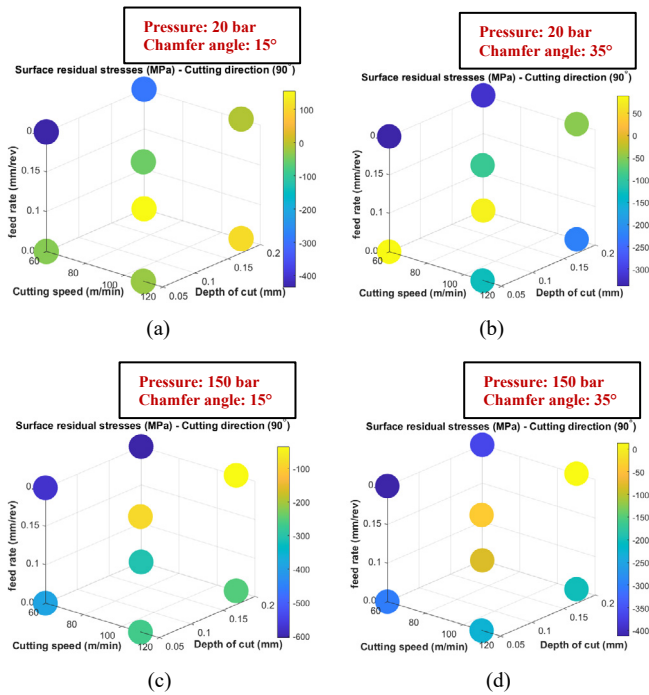 Pressure: 20 bar
Chamfer angle: 15°
Surface residual stresses (MPa) - Cutting direction (90°)
feed rate (mm/rev)
0.15
0.1
60
80
100
120
Cutting speed (m/min)
0.05
0.1
0.15
0.2
Depth of cut (mm)
100
0
-100
-200
-300
-400
(a)
Pressure: 20 bar
Chamfer angle: 35°
Surface residual stresses (MPa) - Cutting direction (90°)
feed rate (mm/rev)
0.15
0.1
60
80
100
120
Cutting speed (m/min)
0.05
0.1
0.15
0.2
Depth of cut (mm)
50
0
-50
-100
-150
-200
-250
-300
(b)
Pressure: 150 bar
Chamfer angle: 15°
Surface residual stresses (MPa) - Cutting direction (90°)
feed rate (mm/rev)
0.15
0.1
60
80
100
120
Cutting speed (m/min)
0.05
0.1
0.15
0.2
Depth of cut (mm)
-100
-200
-300
-400
-500
-600
(c)
Pressure: 150 bar
Chamfer angle: 35°
Surface residual stresses (MPa) - Cutting direction (90°)
feed rate (mm/rev)
0.15
0.1
60
80
100
120
Cutting speed (m/min)
0.05
0.1
0.15
0.2
Depth of cut (mm)
0
-50
-100
-150
-200
-250
-300
-350
-400
(d)